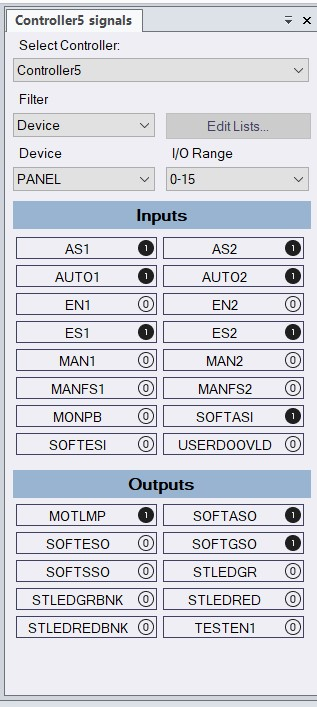 Controller5 signals
Select Controller:
Controller5
Filter
Device Edit Lists...
Device I/O Range
PANEL 0-15
Inputs
AS1 1 AS2 1
AUTO1 1 AUTO2 1
EN1 0 EN2 0
ES1 1 ES2 1
MAN1 0 MAN2 0
MANFS1 0 MANFS2 0
MONPB 0 SOFTASI 1
SOFTESI 0 USERDOOVLD 0
Outputs
MOTLMP 1 SOFTASO 1
SOFTESO 0 SOFTGSO 1
SOFTSSO 0 STLEDGR 0
STLEDGRBNK 0 STLEDRED 0
STLEDREDBNK 0 TESTEN1 0